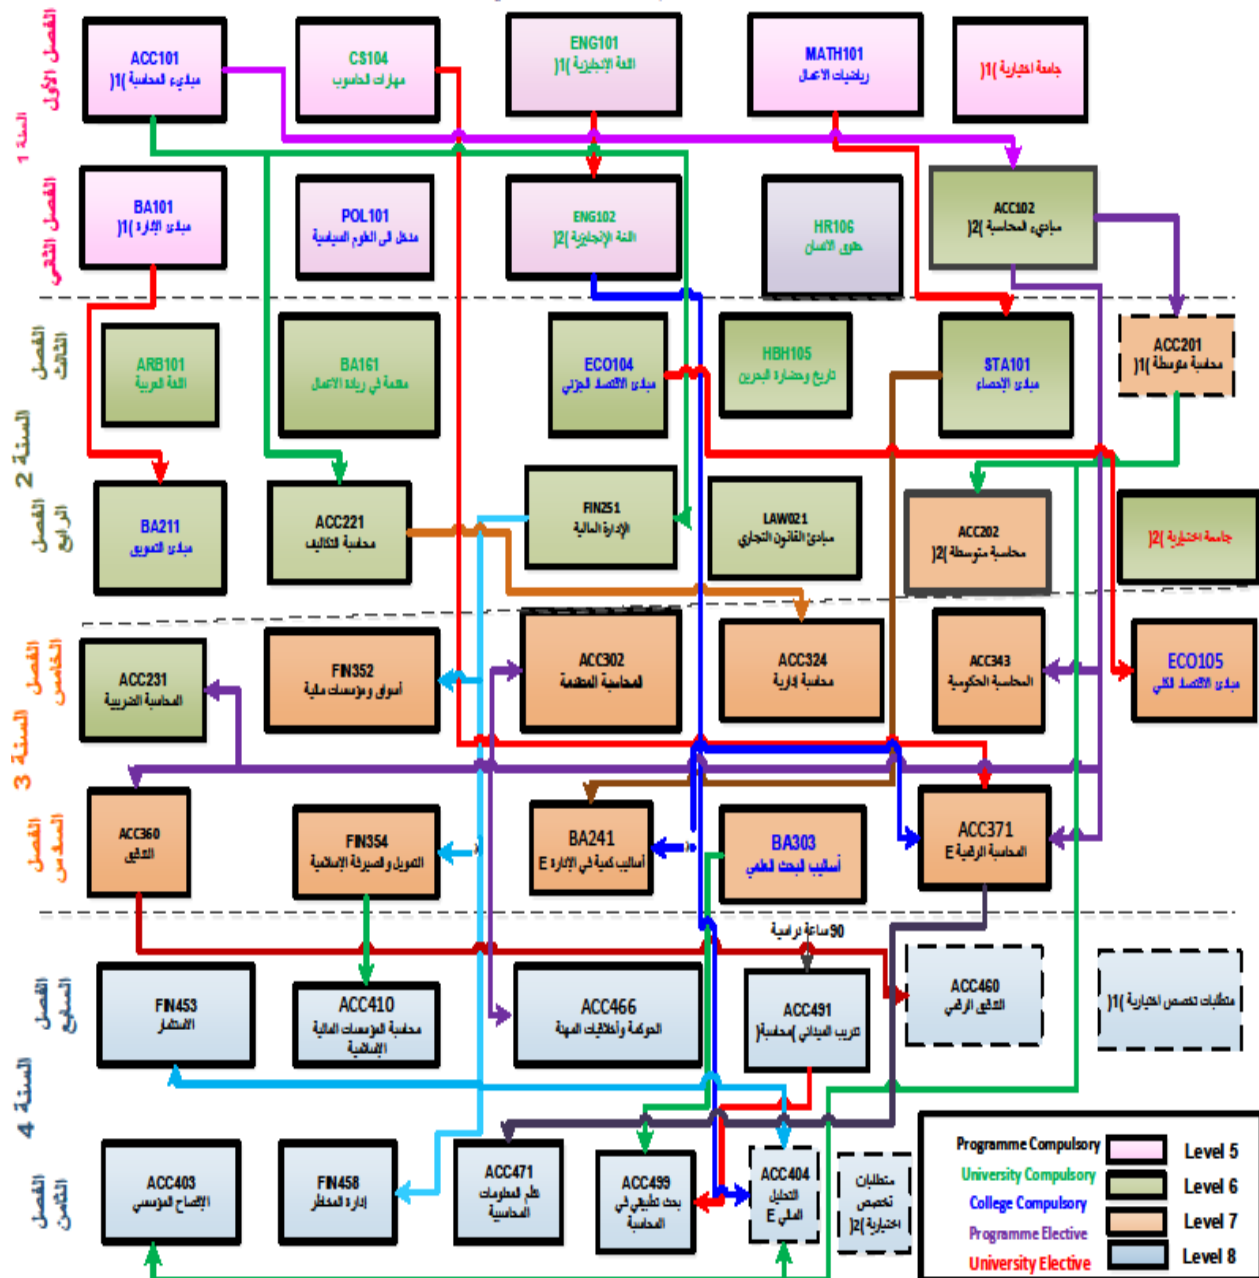 الفصل الأول
ACC101
مباديء المحاسبة )1(
CS104
مهارات الحاسوب
ENG101
اللغة الإنجليزية )1(
MATH101
رياضيات الاعمال
جامعة اختيارية )1(
السنة 1
الفصل الثاني
BA101
مبادئ الإدارة )1(
POL101
مدخل الى العلوم السياسية
ENG102
اللغة الإنجليزية )2(
HR106
حقوق الانسان
ACC102
مباديء المحاسبة )2(
الفصل الثالث
ARB101
اللغة العربية
BA161
مقدمة في ريادة الاعمال
ECO104
مبادئ الاقتصاد الجزئي
HBH105
تاريخ وحضارة البحرين
STA101
مبادئ الإحصاء
ACC201
محاسبة متوسطة )1(
السنة 2
الفصل الرابع
BA211
مبادئ التسويق
ACC221
محاسبة التكاليف
FIN251
الإدارة المالية
LAW021
مبادئ القانون التجاري
ACC202
محاسبة متوسطة )2(
جامعة اختيارية )2(
الفصل الخامس
ACC231
المحاسبة الضريبية
FIN352
أسواق ومؤسسات مالية
ACC302
المحاسبة المتقدمة
ACC324
محاسبة إدارية
ACC343
المحاسبة الحكومية
ECO105
مبادئ الاقتصاد الكلي
السنة 3
الفصل السادس
ACC360
التدقيق
FIN354
التمويل والصيرفة الإسلامية
BA241
أساليب كمية في الإدارة E
BA303
أساليب البحث العلمي
ACC371
المحاسبة الرقمية E
90 ساعة دراسية
الفصل السابع
FIN453
الاستثمار
ACC410
محاسبة المؤسسات المالية
الإسلامية
ACC466
الحوكمة وأخلاقيات المهنة
ACC491
تدريب الميداني )محاسبة(
ACC460
التدقيق الرقمي
متطلبات تخصص اختيارية )1(
السنة 4
الفصل الثامن
ACC403
الإفصاح المؤسسي
FIN458
إدارة المخاطر
ACC471
نظم المعلومات
المحاسبية
ACC499
بحث تطبيقي في
المحاسبة
ACC404
التحليل
المالي E
متطلبات
تخصص
اختيارية )2(
Programme Compulsory
University Compulsory
College Compulsory
Programme Elective
University Elective
Level 5
Level 6
Level 7
Level 8